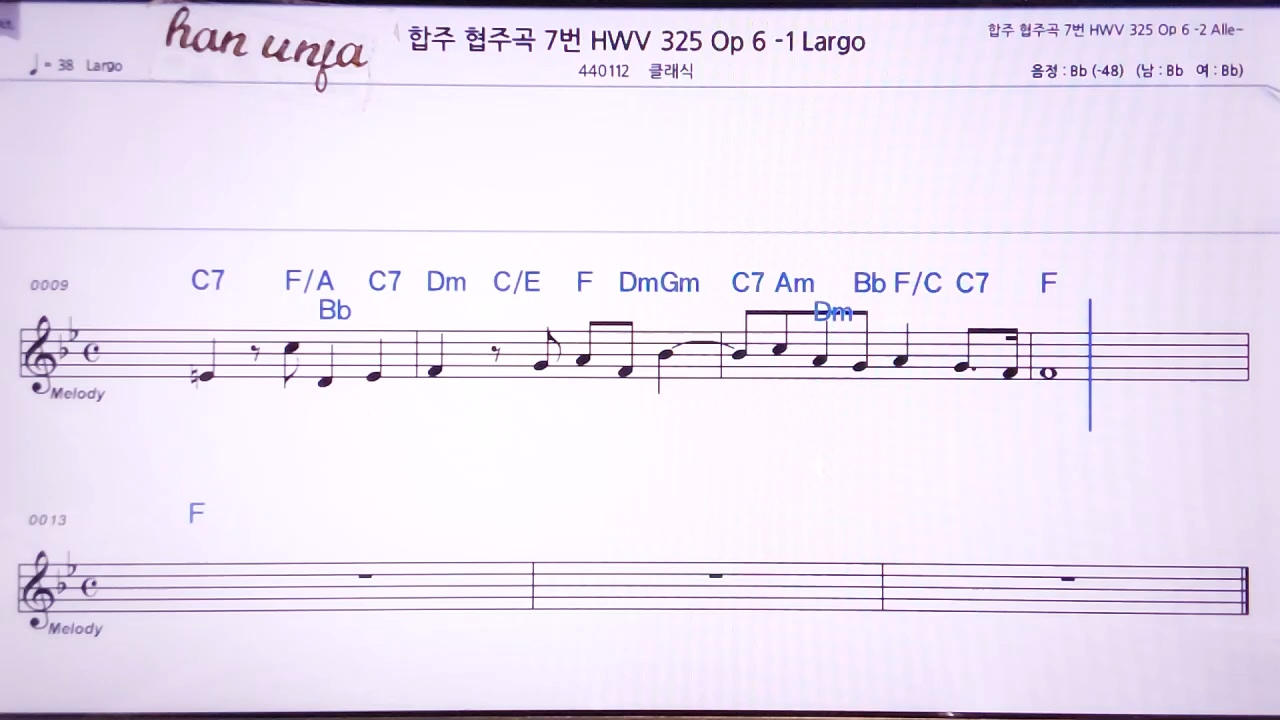 han unfa
합주 협주곡 7번 HWV 325 Op 6 -1 Largo
합주 협주곡 7번 HWV 325 Op 6 -2 Alle-
♩ = 38 Largo
440112 클래식
음정 : Bb (-48) (남 : Bb 여 : Bb)
0009
C7 F/A C7 Dm C/E F DmGm C7 Am Bb F/C C7 F
Bb Dm
Melody
0013
F
Melody